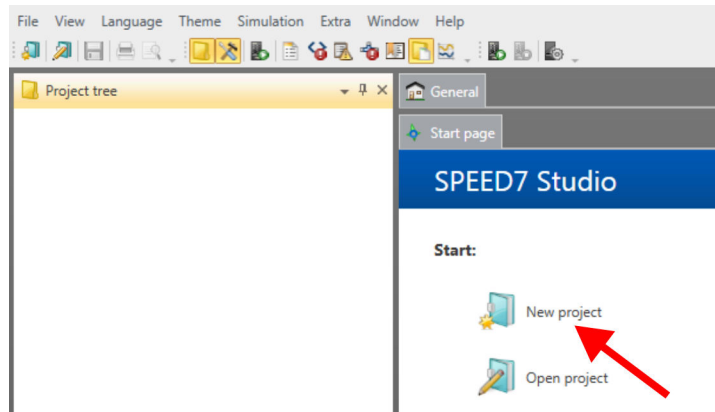 File View Language Theme Simulation Extra Window Help
Project tree
General
Start page
SPEED7 Studio
Start:
New project
Open project